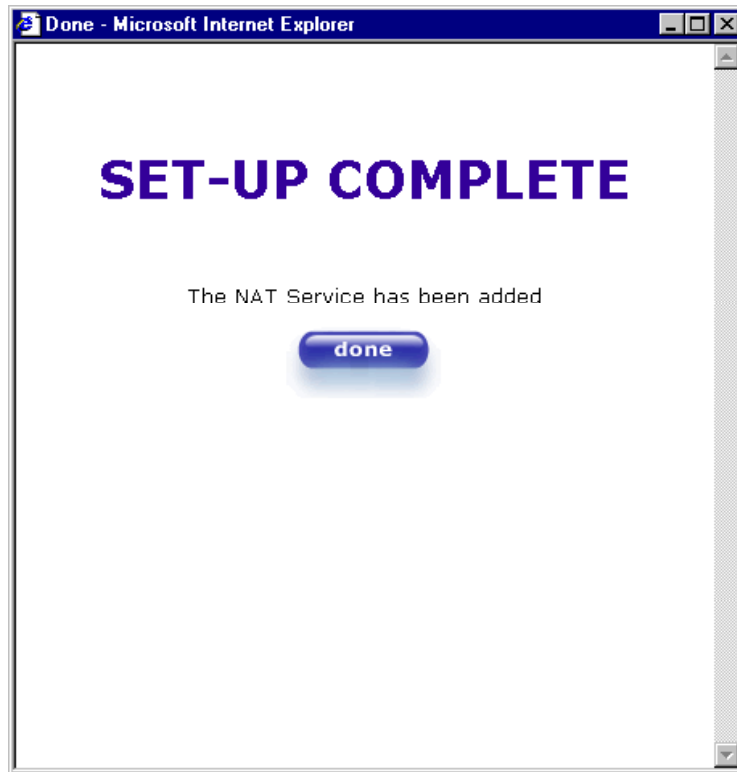 Done - Microsoft Internet Explorer
SET-UP COMPLETE
The NAT Service has been added
done